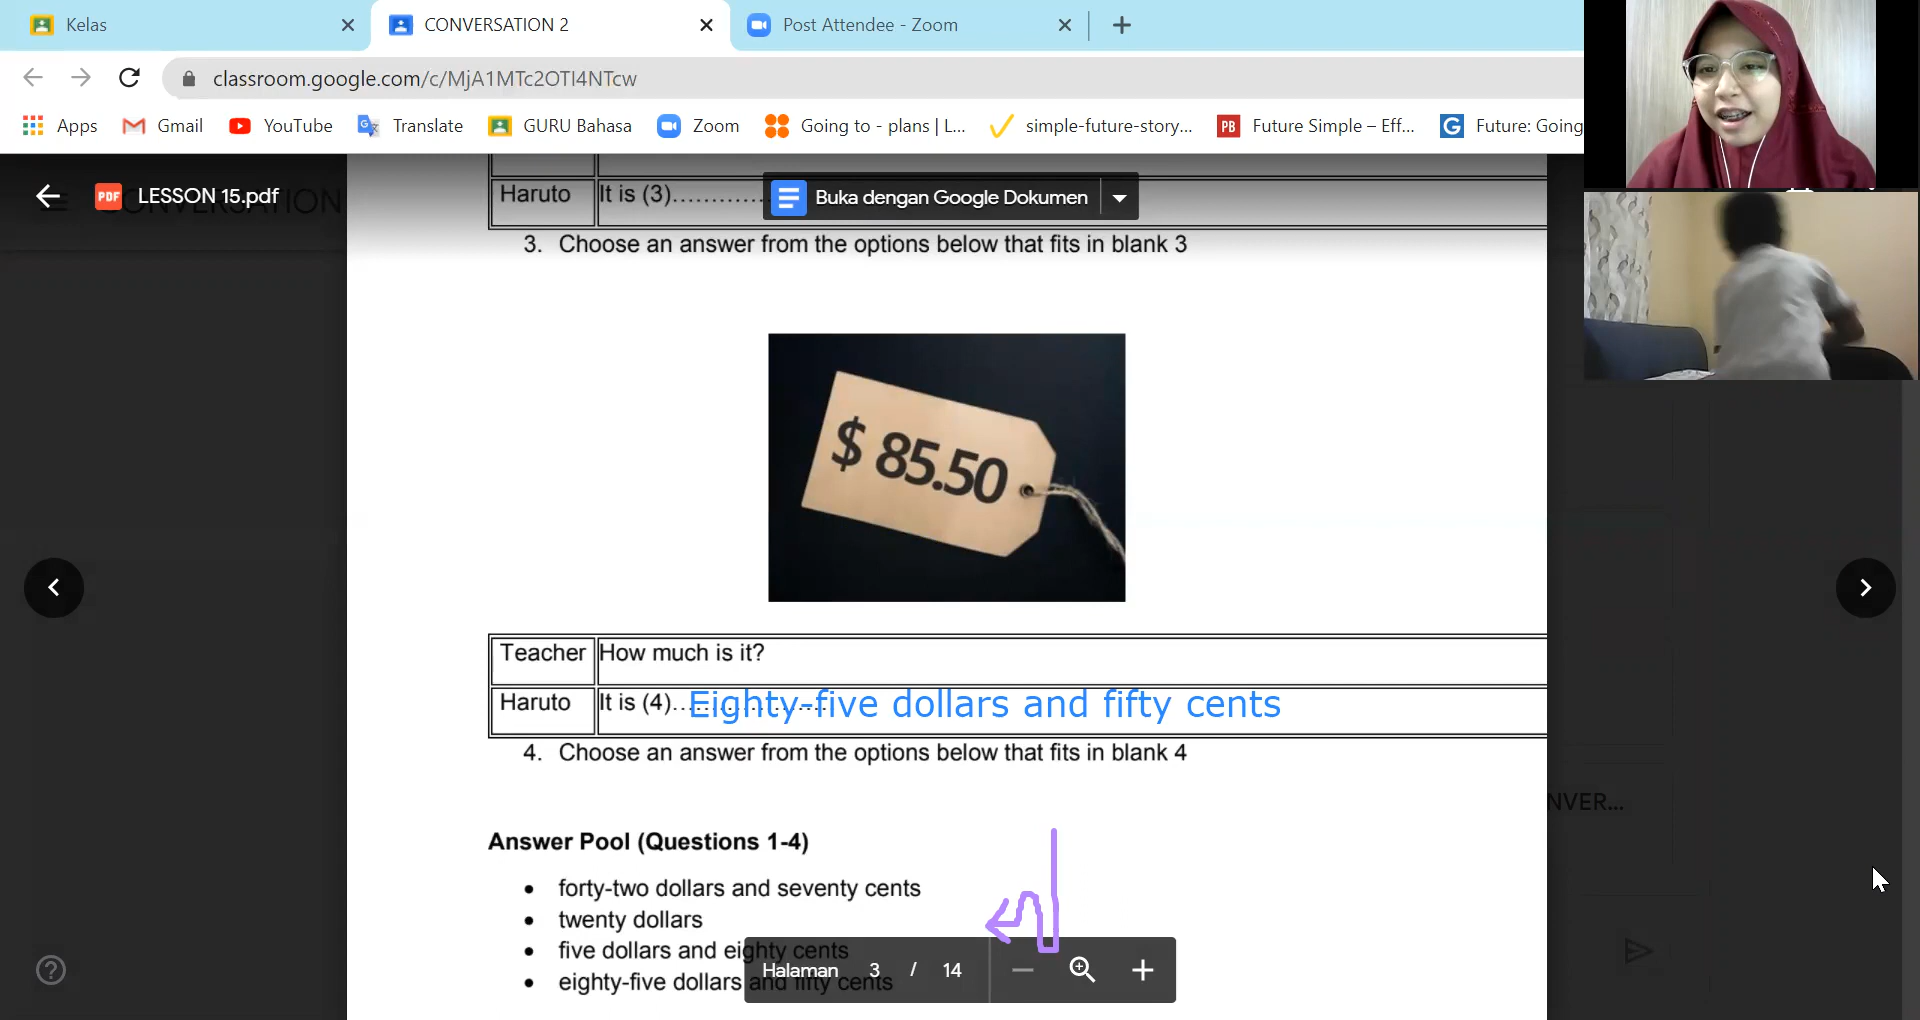 Kelas
CONVERSATION 2
Post Attendee - Zoom
classroom.google.com/c/MjA1MTc2OTI4NTcw
Apps
Gmail
YouTube
Translate
GURU Bahasa
Zoom
Going to - plans | L...
simple-future-story...
PB
Future Simple – Eff...
Future: Going
PDF
LESSON 15.pdf
Buka dengan Google Dokumen
Haruto
It is (3)............
3. Choose an answer from the options below that fits in blank 3
$ 85.50
Teacher
How much is it?
Haruto
It is (4)....................
Eighty-five dollars and fifty cents
4. Choose an answer from the options below that fits in blank 4
NVER...
Answer Pool (Questions 1-4)
• forty-two dollars and seventy cents
• twenty dollars
• five dollars and eighty cents
• eighty-five dollars and fifty cents
Halaman 3 / 14